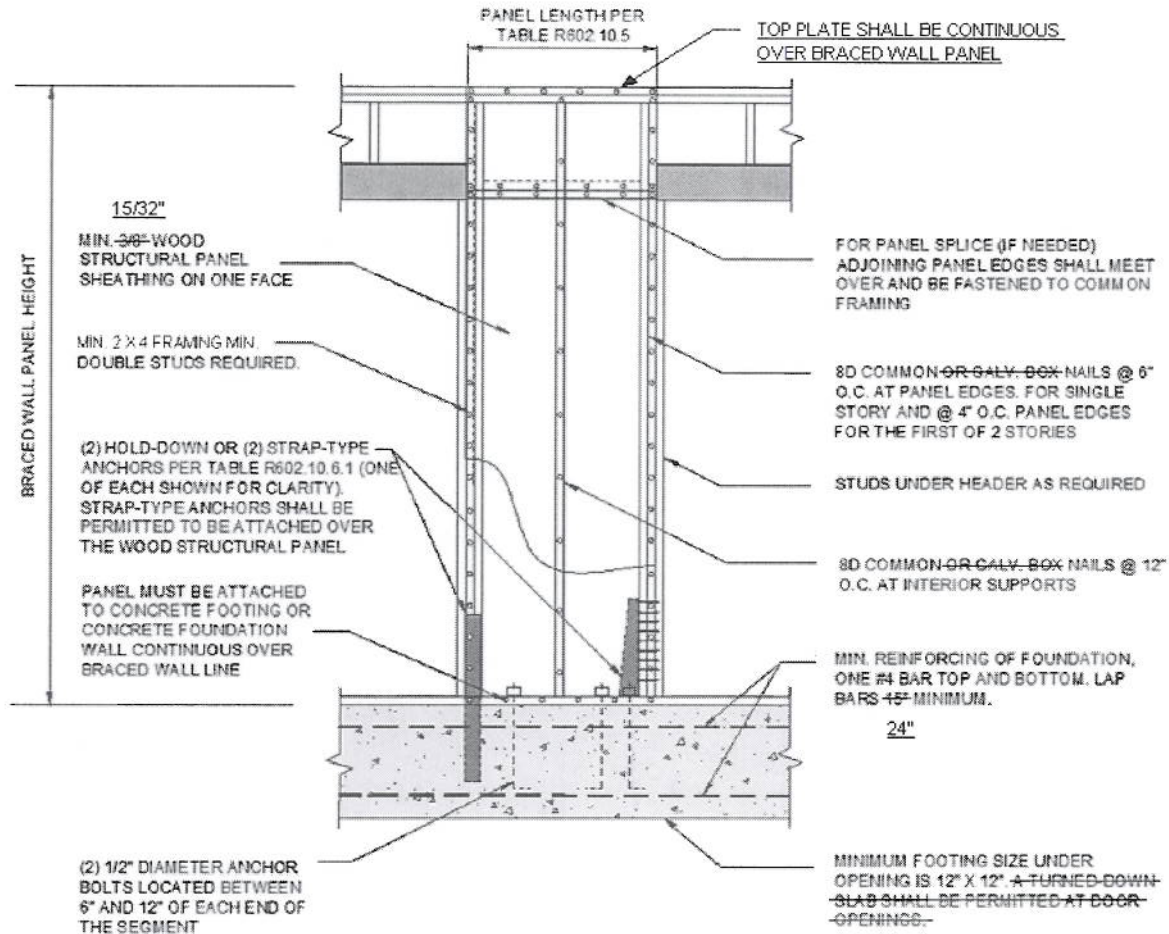 PANEL LENGTH PER
TABLE R602.10.5
TOP PLATE SHALL BE CONTINUOUS
OVER BRACED WALL PANEL
BRACED WALL PANEL HEIGHT
15/32"
MIN. 3/8" WOOD
STRUCTURAL PANEL
SHEATHING ON ONE FACE
MIN. 2 X 4 FRAMING MIN.
DOUBLE STUDS REQUIRED.
(2) HOLD-DOWN OR (2) STRAP-TYPE
ANCHORS PER TABLE R602.10.6.1 (ONE
OF EACH SHOWN FOR CLARITY).
STRAP-TYPE ANCHORS SHALL BE
PERMITTED TO BE ATTACHED OVER
THE WOOD STRUCTURAL PANEL
PANEL MUST BE ATTACHED
TO CONCRETE FOOTING OR
CONCRETE FOUNDATION
WALL CONTINUOUS OVER
BRACED WALL LINE
(2) 1/2" DIAMETER ANCHOR
BOLTS LOCATED BETWEEN
6" AND 12" OF EACH END OF
THE SEGMENT
FOR PANEL SPLICE (IF NEEDED)
ADJOINING PANEL EDGES SHALL MEET
OVER AND BE FASTENED TO COMMON
FRAMING
8D COMMON OR GALV. BOX NAILS @ 6"
O.C. AT PANEL EDGES. FOR SINGLE
STORY AND @ 4" O.C. PANEL EDGES
FOR THE FIRST OF 2 STORIES
STUDS UNDER HEADER AS REQUIRED
8D COMMON OR GALV. BOX NAILS @ 12"
O.C. AT INTERIOR SUPPORTS
MIN. REINFORCING OF FOUNDATION,
ONE #4 BAR TOP AND BOTTOM. LAP
BARS 15" MINIMUM.
24"
MINIMUM FOOTING SIZE UNDER
OPENING IS 12" X 12". A TURNED-DOWN
SLAB SHALL BE PERMITTED AT DOOR
OPENINGS.